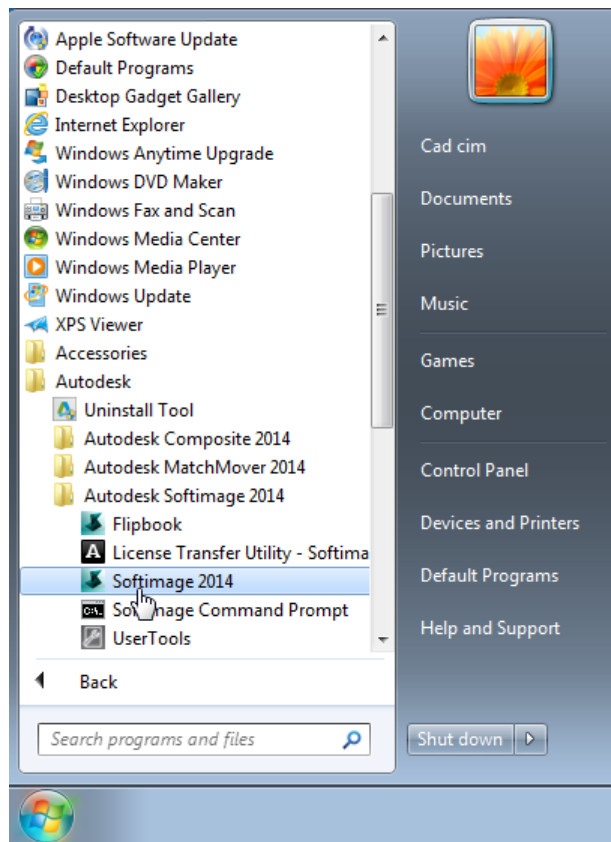 Apple Software Update
Default Programs
Desktop Gadget Gallery
Internet Explorer
Windows Anytime Upgrade
Windows DVD Maker
Windows Fax and Scan
Windows Media Center
Windows Media Player
Windows Update
XPS Viewer
Accessories
Autodesk
Uninstall Tool
Autodesk Composite 2014
Autodesk MatchMover 2014
Autodesk Softimage 2014
Flipbook
License Transfer Utility - Softima
Softimage 2014
Softimage Command Prompt
UserTools
Back
Search programs and files
Cad cim
Documents
Pictures
Music
Games
Computer
Control Panel
Devices and Printers
Default Programs
Help and Support
Shut down